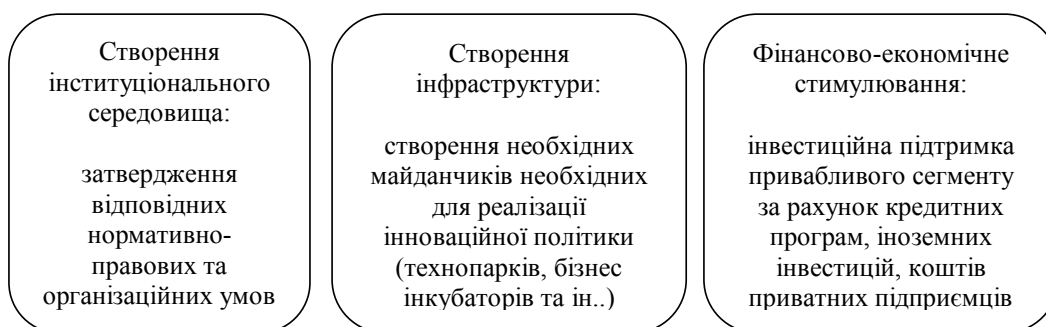 Створення
інституціонального
середовища:
затвердження
відповідних
нормативно-
правових та
організаційних умов
Створення
інфраструктури:
створення необхідних
майданчиків необхідних
для реалізації
інноваційної політики
(технопарків, бізнес
інкубаторів та ін..)
Фінансово-економічне
стимулювання:
інвестиційна підтримка
привабливого сегменту
за рахунок кредитних
програм, іноземних
інвестицій, коштів
приватних підприємців